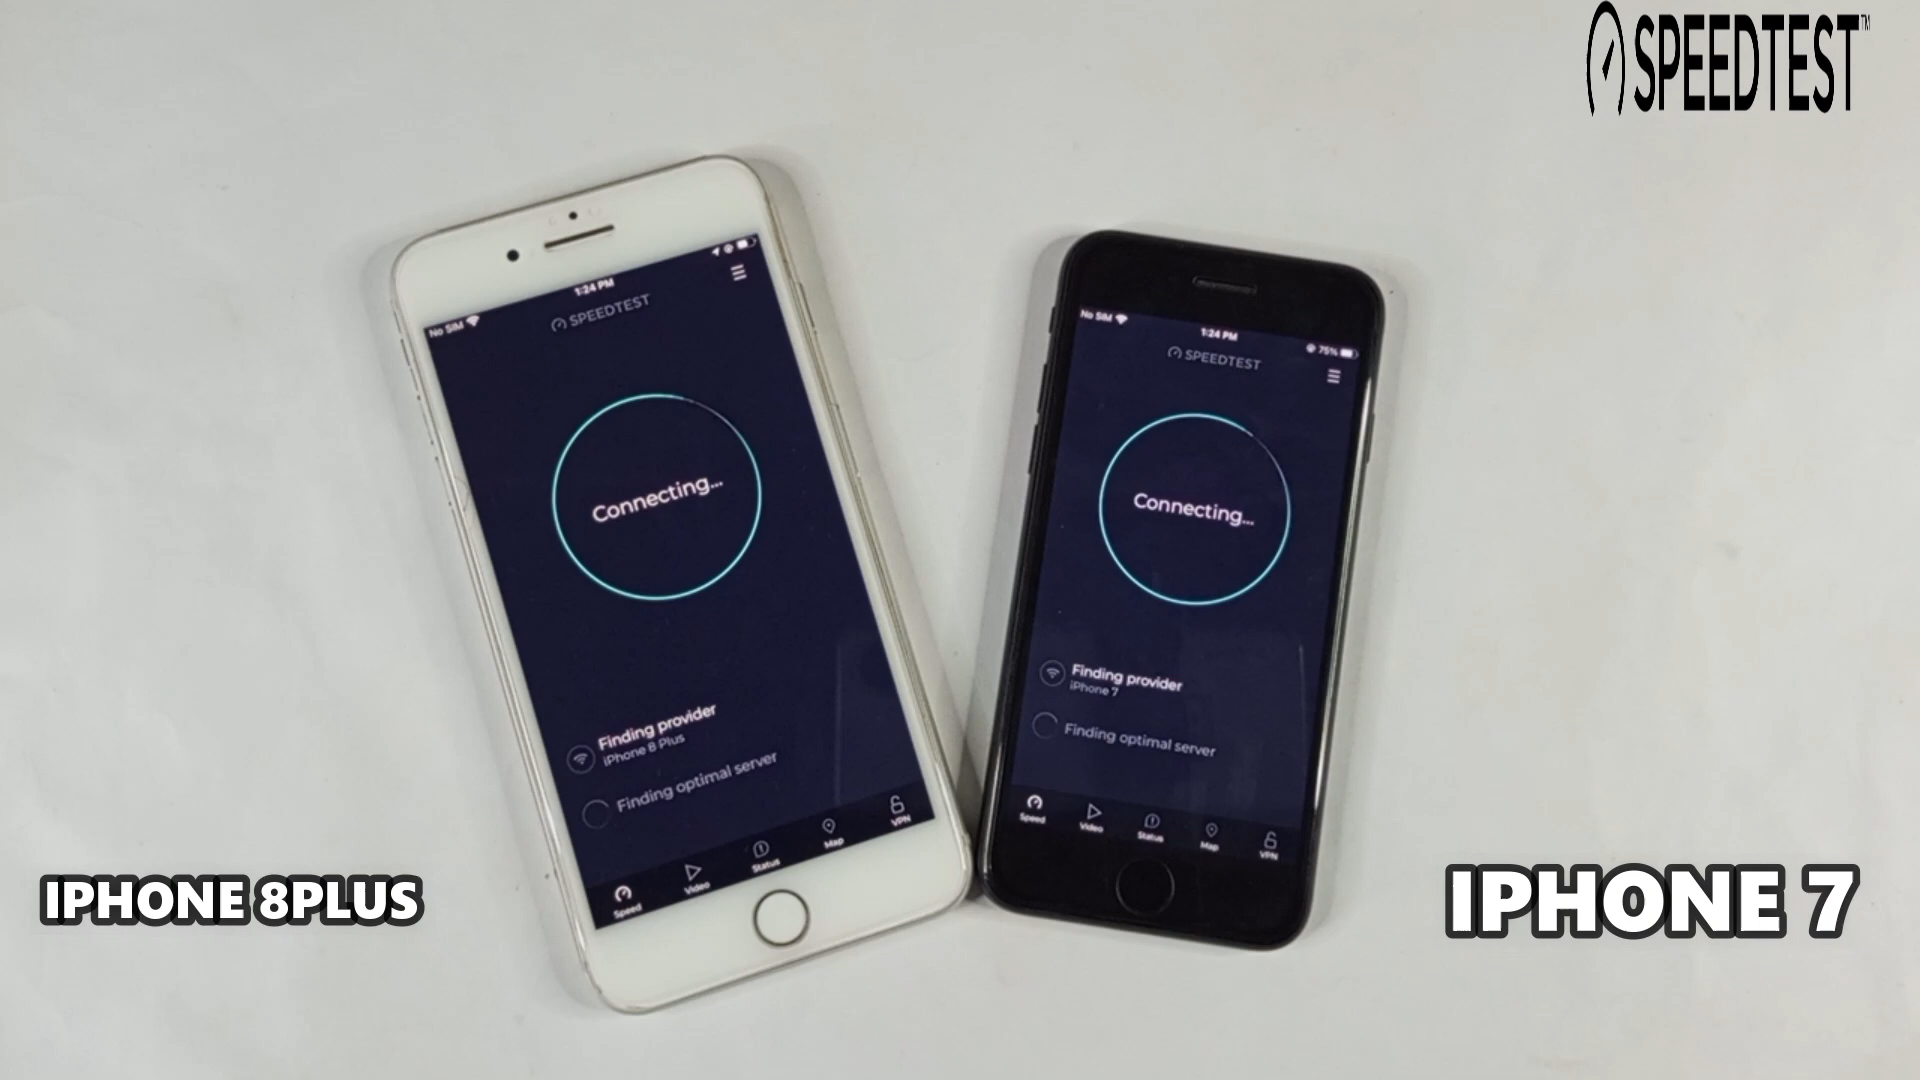 SPEEDTEST™
1:24 PM
No SIM
SPEEDTEST
Connecting...
Finding provider
iPhone 8 Plus
Finding optimal server
Speed
Video
Status
Map
VPN
No SIM
1:24 PM
75%
SPEEDTEST
Connecting...
Finding provider
iPhone 7
Finding optimal server
Speed
Video
Status
Map
VPN
IPHONE 8PLUS
IPHONE 7